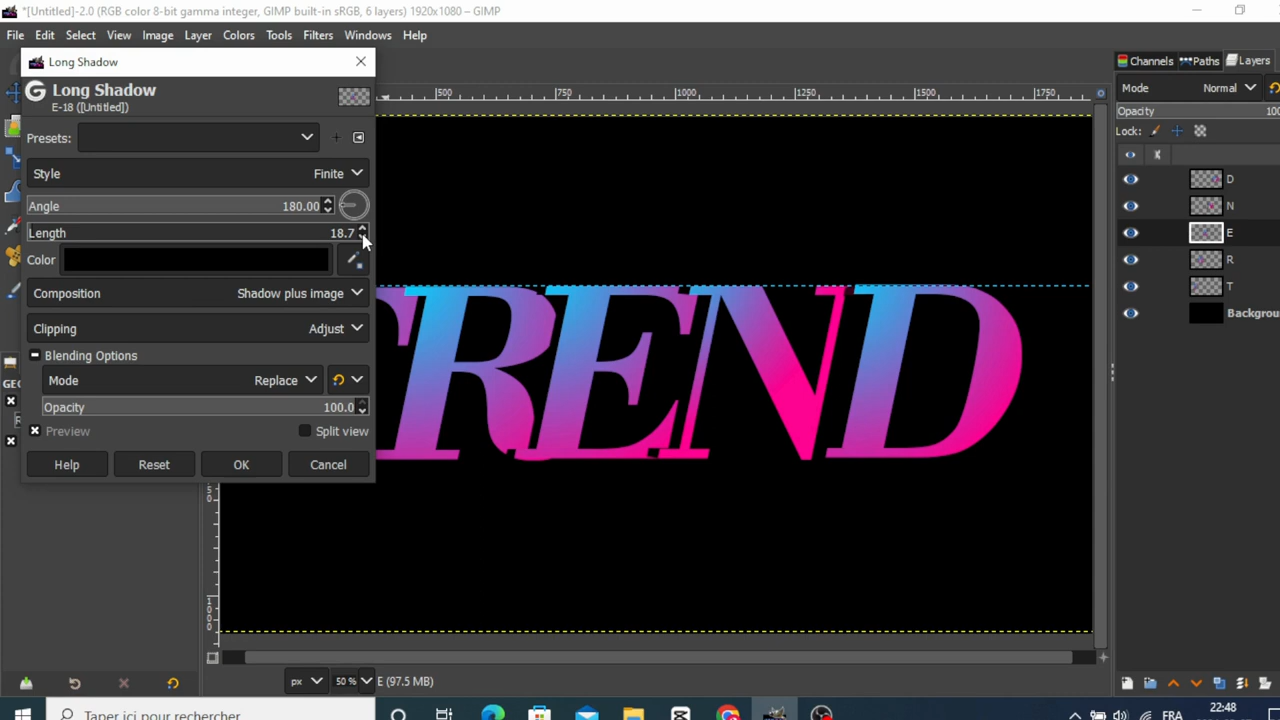 *[Untitled]-2.0 (RGB color 8-bit gamma integer, GIMP built-in sRGB, 6 layers) 1920x1080 – GIMP
File Edit Select View Image Layer Colors Tools Filters Windows Help
Long Shadow
Long Shadow
E-18 ([Untitled])
Presets:
Style Finite
Angle 180.00
Length 18.7
Color
Composition Shadow plus image
Clipping Adjust
Blending Options
Mode Replace
Opacity 100.0
Preview Split view
Help Reset OK Cancel
500 750 1000 1250 1500 1750
REND
1000
px 50 % E (97.5 MB)
Channels Paths Layers
Mode Normal
Opacity 100
Lock:
D
N
E
R
T
Backgrou
GEG
Taper ici pour rechercher
FRA
22:48